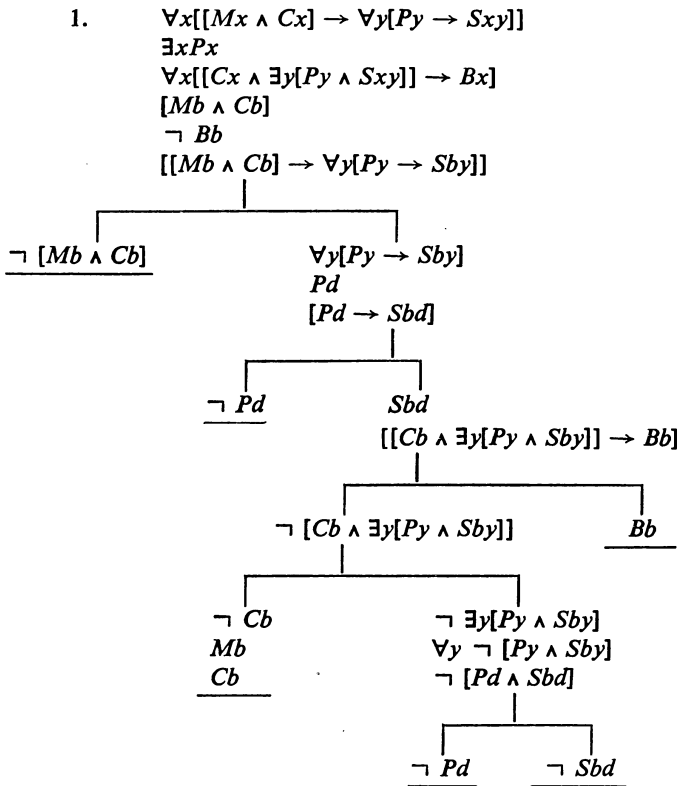 1. ∀x[[Mx ∧ Cx] → ∀y[Py → Sxy]]
∃xPx
∀x[[Cx ∧ ∃y[Py ∧ Sxy]] → Bx]
[Mb ∧ Cb]
¬ Bb
[[Mb ∧ Cb] → ∀y[Py → Sby]]
¬ [Mb ∧ Cb] ∀y[Py → Sby]
Pd
[Pd → Sbd]
¬ Pd Sbd
[[Cb ∧ ∃y[Py ∧ Sby]] → Bb]
¬ [Cb ∧ ∃y[Py ∧ Sby]] Bb
¬ Cb ¬ ∃y[Py ∧ Sby]
Mb ∀y ¬ [Py ∧ Sby]
Cb ¬ [Pd ∧ Sbd]
¬ Pd ¬ Sbd